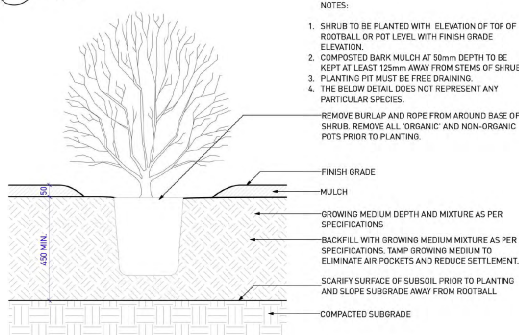 NOTES:
1. SHRUB TO BE PLANTED WITH ELEVATION OF TOP OF
ROOTBALL OR POT LEVEL WITH FINISH GRADE
ELEVATION.
2. COMPOSTED BARK MULCH AT 50mm DEPTH TO BE
KEPT AT LEAST 125mm AWAY FROM STEMS OF SHRUB
3. PLANTING PIT MUST BE FREE DRAINING.
4. THE BELOW DETAIL DOES NOT REPRESENT ANY
PARTICULAR SPECIES.
REMOVE BURLAP AND ROPE FROM AROUND BASE OF
SHRUB. REMOVE ALL 'ORGANIC' AND NON-ORGANIC
POTS PRIOR TO PLANTING.
FINISH GRADE
MULCH
50
GROWING MEDIUM DEPTH AND MIXTURE AS PER
SPECIFICATIONS
450 MIN.
BACKFILL WITH GROWING MEDIUM MIXTURE AS PER
SPECIFICATIONS. TAMP GROWING MEDIUM TO
ELIMINATE AIR POCKETS AND REDUCE SETTLEMENT.
SCARIFY SURFACE OF SUBSOIL PRIOR TO PLANTING
AND SLOPE SUBGRADE AWAY FROM ROOTBALL
COMPACTED SUBGRADE